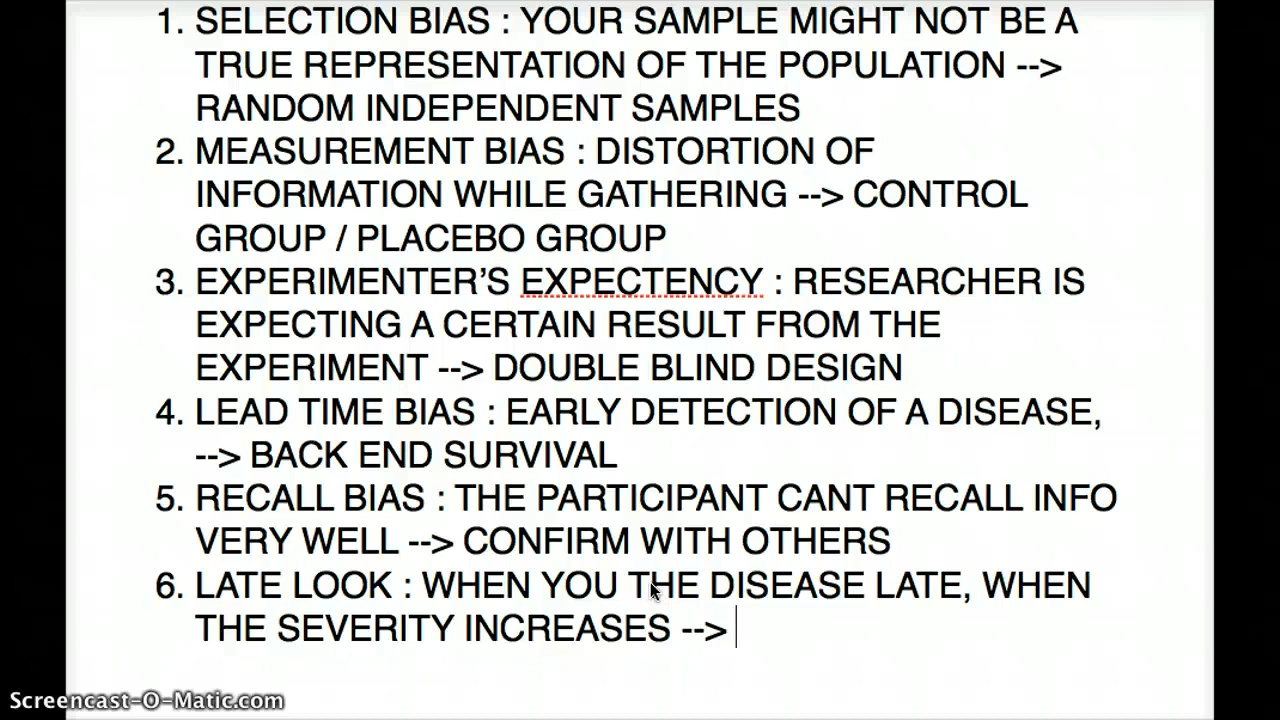 1. SELECTION BIAS : YOUR SAMPLE MIGHT NOT BE A
TRUE REPRESENTATION OF THE POPULATION -->
RANDOM INDEPENDENT SAMPLES
2. MEASUREMENT BIAS : DISTORTION OF
INFORMATION WHILE GATHERING --> CONTROL
GROUP / PLACEBO GROUP
3. EXPERIMENTER’S EXPECTENCY : RESEARCHER IS
EXPECTING A CERTAIN RESULT FROM THE
EXPERIMENT --> DOUBLE BLIND DESIGN
4. LEAD TIME BIAS : EARLY DETECTION OF A DISEASE,
--> BACK END SURVIVAL
5. RECALL BIAS : THE PARTICIPANT CANT RECALL INFO
VERY WELL --> CONFIRM WITH OTHERS
6. LATE LOOK : WHEN YOU THE DISEASE LATE, WHEN
THE SEVERITY INCREASES -->
Screencast-O-Matic.com